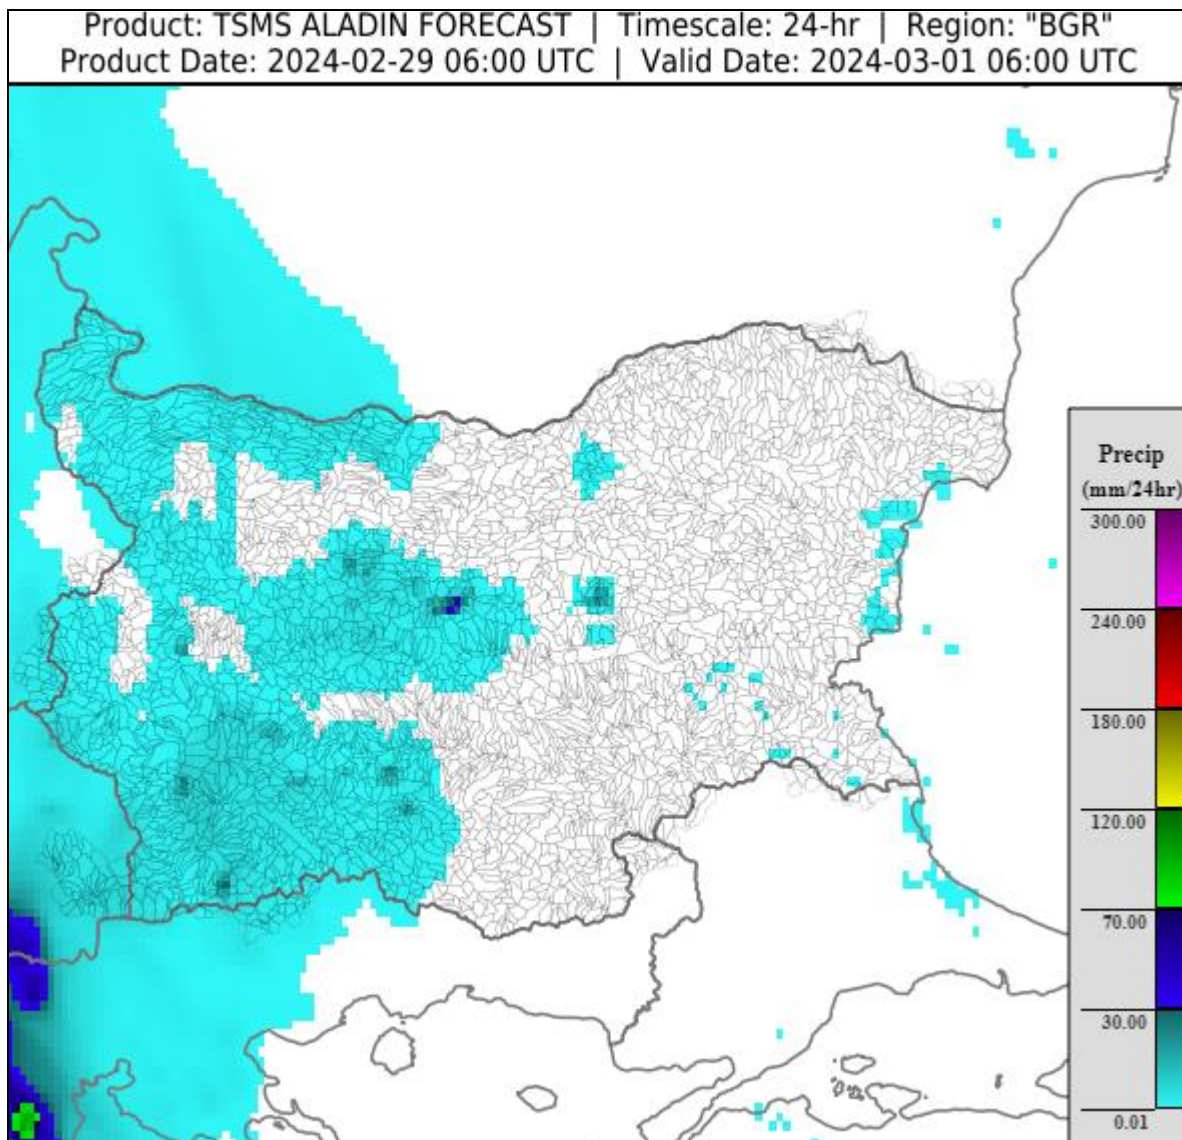 Product: TSMS ALADIN FORECAST | Timescale: 24-hr | Region: "BGR"
Product Date: 2024-02-29 06:00 UTC | Valid Date: 2024-03-01 06:00 UTC
Precip
(mm/24hr)
300.00
240.00
180.00
120.00
70.00
30.00
0.01